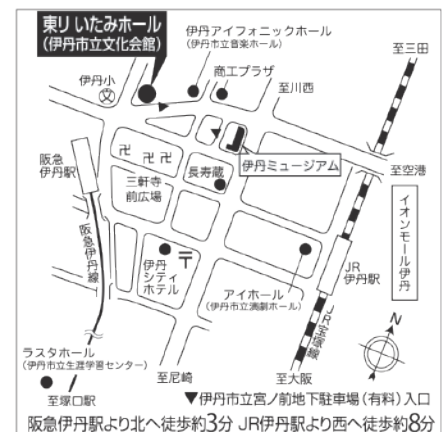 東リ いたみホール
(伊丹市立文化会館)
伊丹アイフォニックホール
(伊丹市立音楽ホール)
至三田
商工プラザ
伊丹小
文
至川西
阪急
伊丹駅
卍 卍 卍
長寿蔵
伊丹ミュージアム
至空港
三軒寺
前広場
イオンモール伊丹
阪急伊丹線
伊丹
シティ
ホテル
〒
アイホール
(伊丹市立演劇ホール)
JR
伊丹駅
JR宝塚線
N
ラスタホール
(伊丹市立生涯学習センター)
至塚口駅
至尼崎
至大阪
▼伊丹市立宮ノ前地下駐車場(有料)入口
阪急伊丹駅より北へ徒歩約3分 JR伊丹駅より西へ徒歩約8分